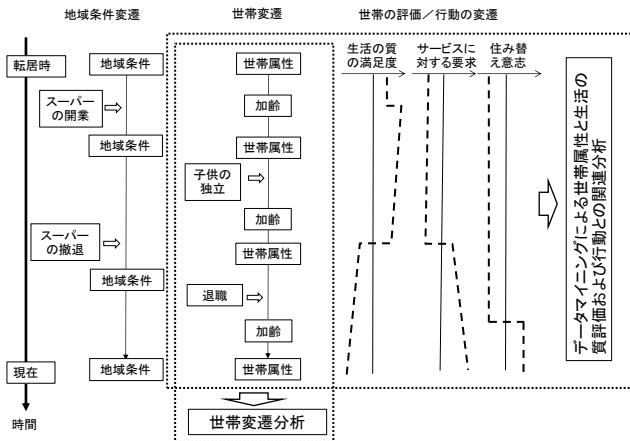 地域条件変遷
世帯変遷
世帯の評価／行動の変遷
転居時
スーパー
の開業
スーパー
の撤退
現在
時間
地域条件
地域条件
地域条件
地域条件
世帯属性
加齢
世帯属性
子供の
独立
加齢
世帯属性
退職
加齢
世帯属性
世帯変遷分析
生活の質
の満足度
サービスに
対する要求
住み替
え意志
データマイニングによる世帯属性と生活の
質評価および行動との関連分析